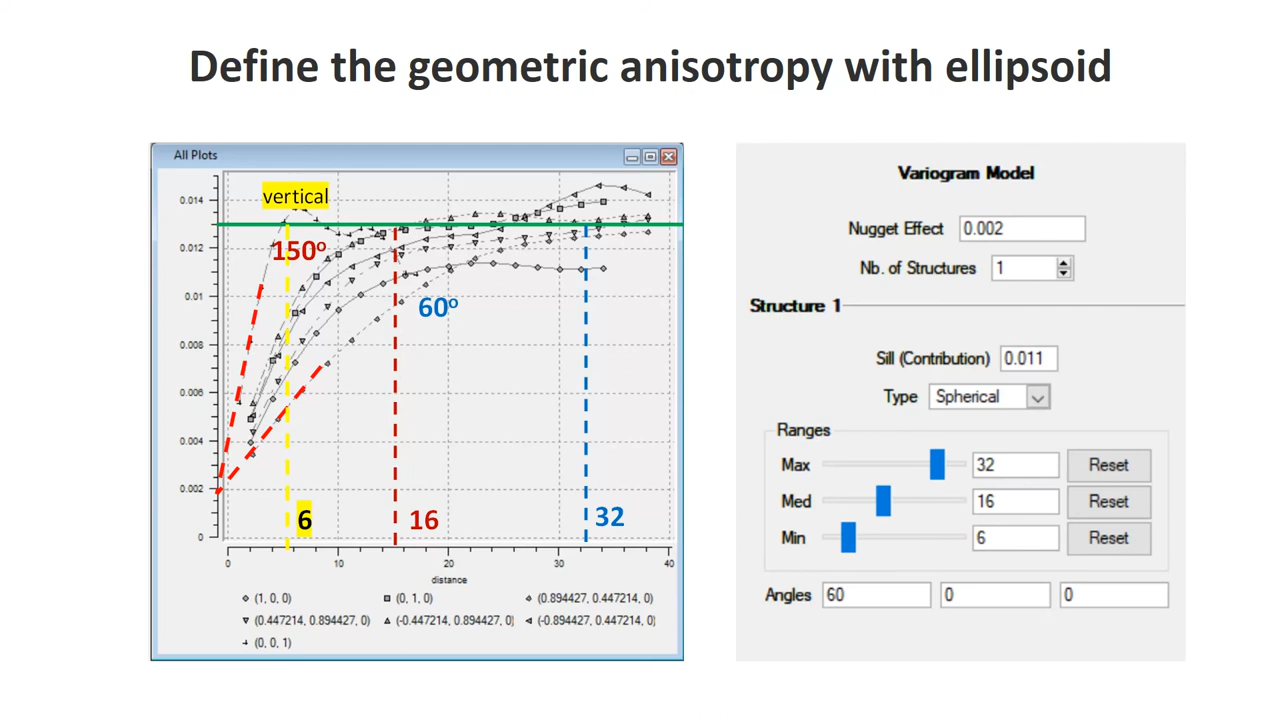 Define the geometric anisotropy with ellipsoid
All Plots
0.014
0.012
0.01
0.008
0.006
0.004
0.002
0
vertical
150º
60º
6
16
32
0
10
20
30
40
distance
(1, 0, 0)
(0, 1, 0)
(0.894427, 0.447214, 0)
(0.447214, 0.894427, 0)
(-0.447214, 0.894427, 0)
(-0.894427, 0.447214, 0)
(0, 0, 1)
Variogram Model
Nugget Effect 0.002
Nb. of Structures 1
Structure 1
Sill (Contribution) 0.011
Type Spherical
Ranges
Max 32 Reset
Med 16 Reset
Min 6 Reset
Angles 60 0 0